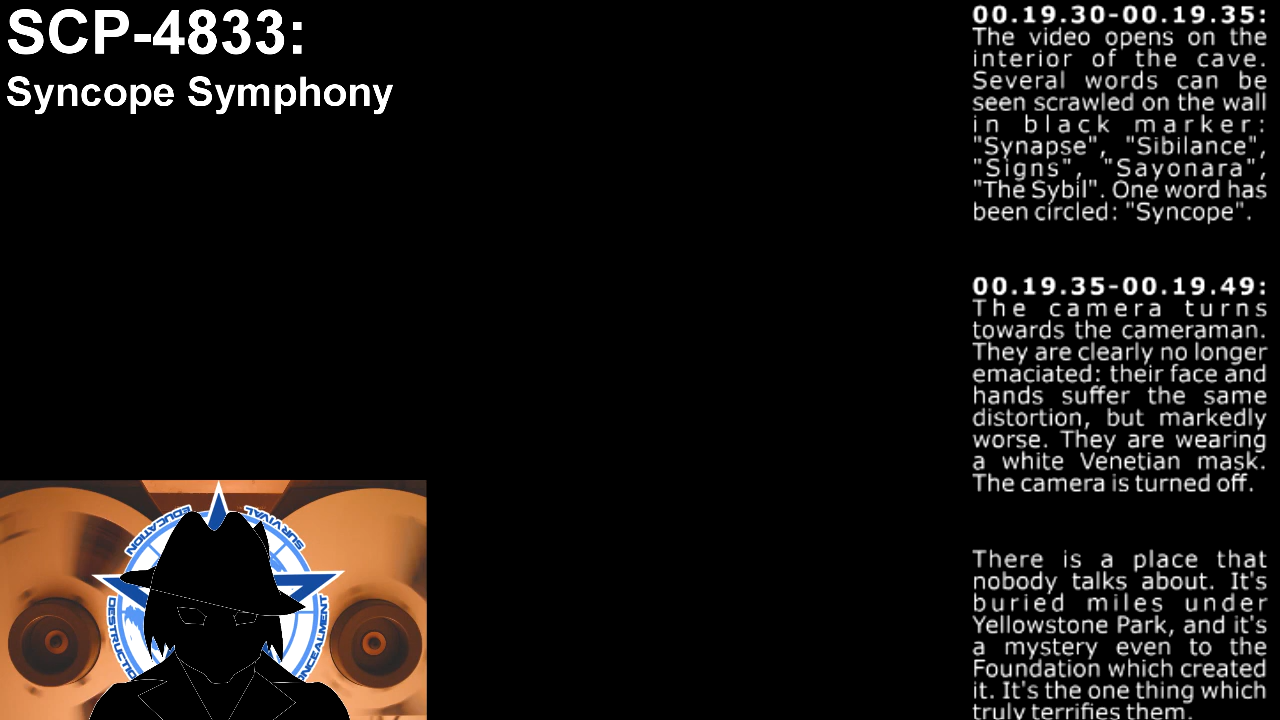 SCP-4833:
Syncope Symphony
00.19.30-00.19.35:
The video opens on the
interior of the cave.
Several words can be
seen scrawled on the wall
in black marker:
"Synapse", "Sibilance",
"Signs", "Sayonara",
"The Sybil". One word has
been circled: "Syncope".
00.19.35-00.19.49:
The camera turns
towards the cameraman.
They are clearly no longer
emaciated: their face and
hands suffer the same
distortion, but markedly
worse. They are wearing
a white Venetian mask.
The camera is turned off.
There is a place that
nobody talks about. It's
buried miles under
Yellowstone Park, and it's
a mystery even to the
Foundation which created
it. It's the one thing which
truly terrifies them.
EDUCATION
SURVIVAL